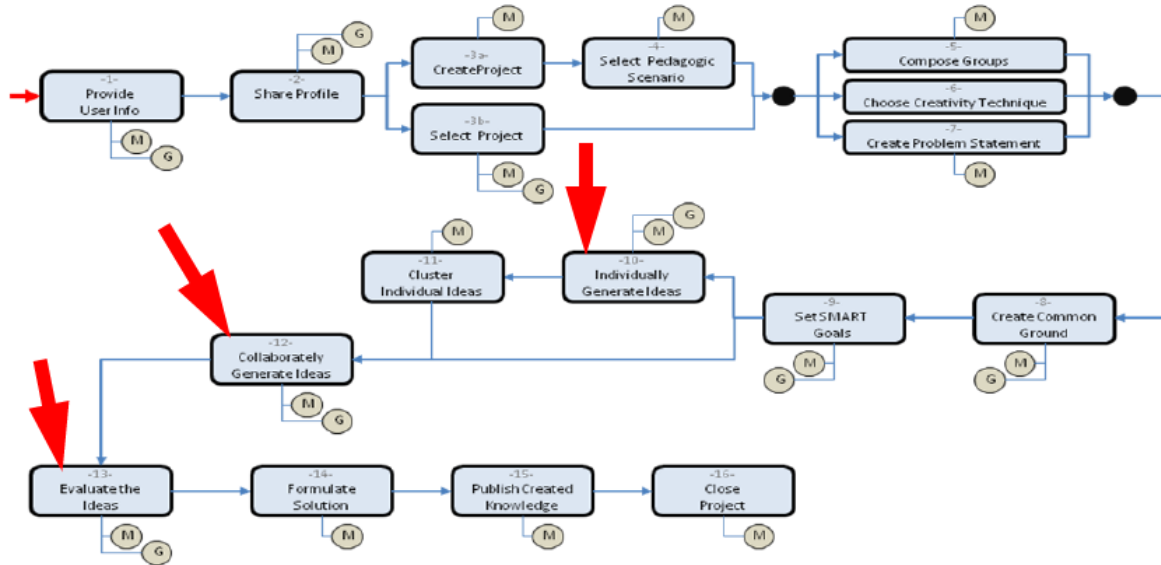 G
M
M
M
M
-1-
Provide
User Info
-2-
Share Profile
-3a-
CreateProject
-4-
Select Pedagogic
Scenario
-5-
Compose Groups
-6-
Choose Creativity Technique
-3b-
Select Project
-7-
Create Problem Statement
M
G
M
G
M
G
M
M
-11-
Cluster
Individual Ideas
-10-
Individually
Generate Ideas
-9-
Set SMART
Goals
-8-
Create Common
Ground
-12-
Collaborately
Generate Ideas
M
G
M
G
M
G
-13-
Evaluate the
Ideas
-14-
Formulate
Solution
-15-
Publish Created
Knowledge
-16-
Close
Project
M
G
M
M
M